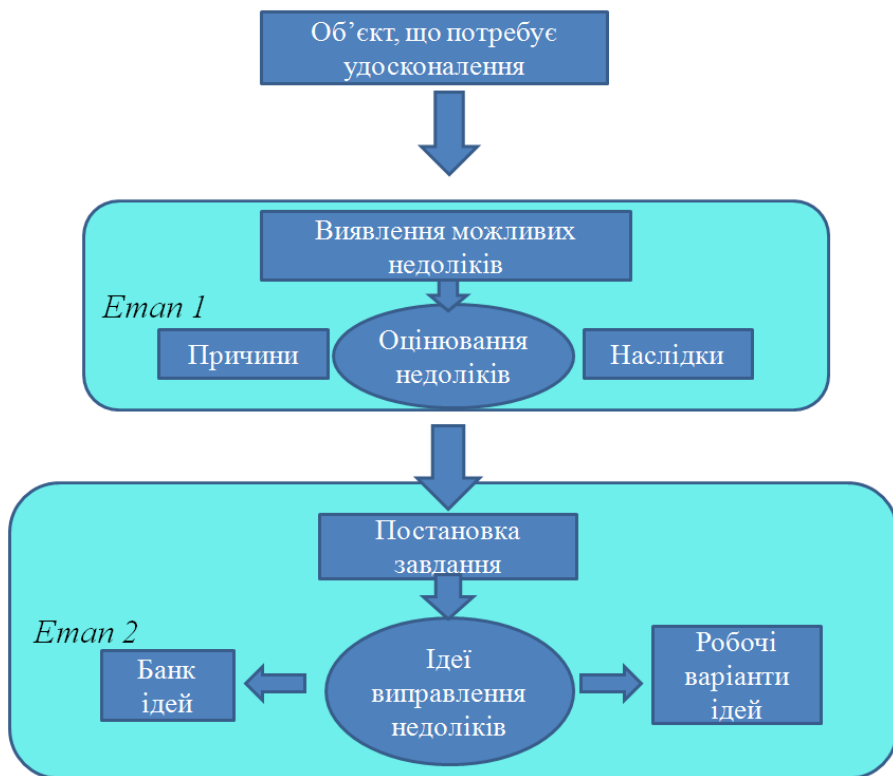 Об’єкт, що потребує
удосконалення
Виявлення можливих
недоліків
Етап 1
Причини
Оцінювання
недоліків
Наслідки
Постановка
завдання
Етап 2
Банк
ідей
Ідеї
виправлення
недоліків
Робочі
варіанти
ідей